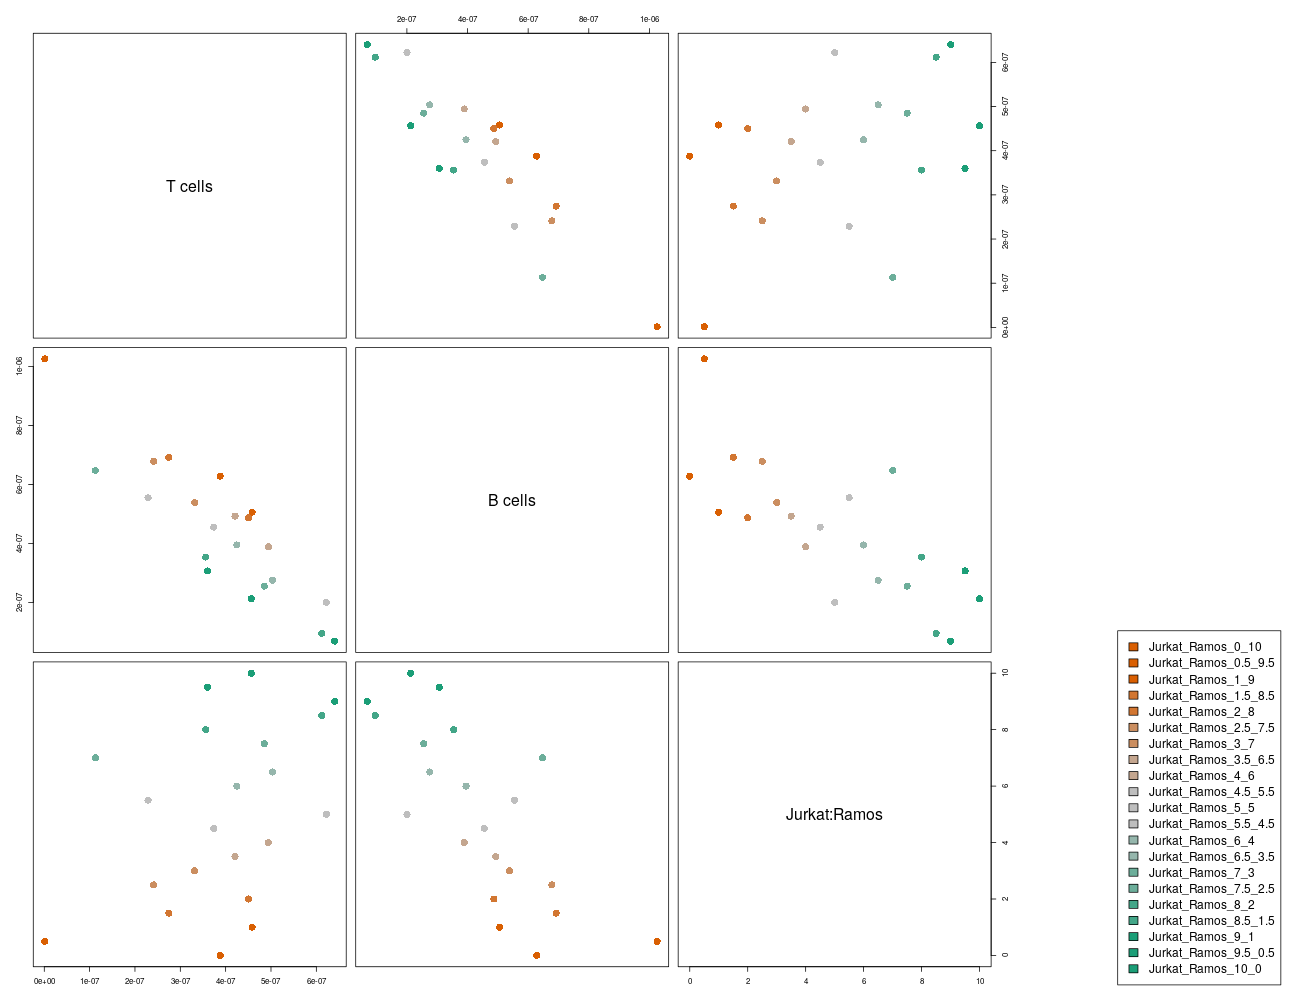 2e-07 4e-07 6e-07 8e-07 1e-06
T cells
0e+00 1e-07 2e-07 3e-07 4e-07 5e-07 6e-07
2e-07 4e-07 6e-07 8e-07 1e-06
B cells
Jurkat:Ramos
0 2 4 6 8 10
0e+00 1e-07 2e-07 3e-07 4e-07 5e-07 6e-07
0 2 4 6 8 10
Jurkat_Ramos_0_10
Jurkat_Ramos_0.5_9.5
Jurkat_Ramos_1_9
Jurkat_Ramos_1.5_8.5
Jurkat_Ramos_2_8
Jurkat_Ramos_2.5_7.5
Jurkat_Ramos_3_7
Jurkat_Ramos_3.5_6.5
Jurkat_Ramos_4_6
Jurkat_Ramos_4.5_5.5
Jurkat_Ramos_5_5
Jurkat_Ramos_5.5_4.5
Jurkat_Ramos_6_4
Jurkat_Ramos_6.5_3.5
Jurkat_Ramos_7_3
Jurkat_Ramos_7.5_2.5
Jurkat_Ramos_8_2
Jurkat_Ramos_8.5_1.5
Jurkat_Ramos_9_1
Jurkat_Ramos_9.5_0.5
Jurkat_Ramos_10_0